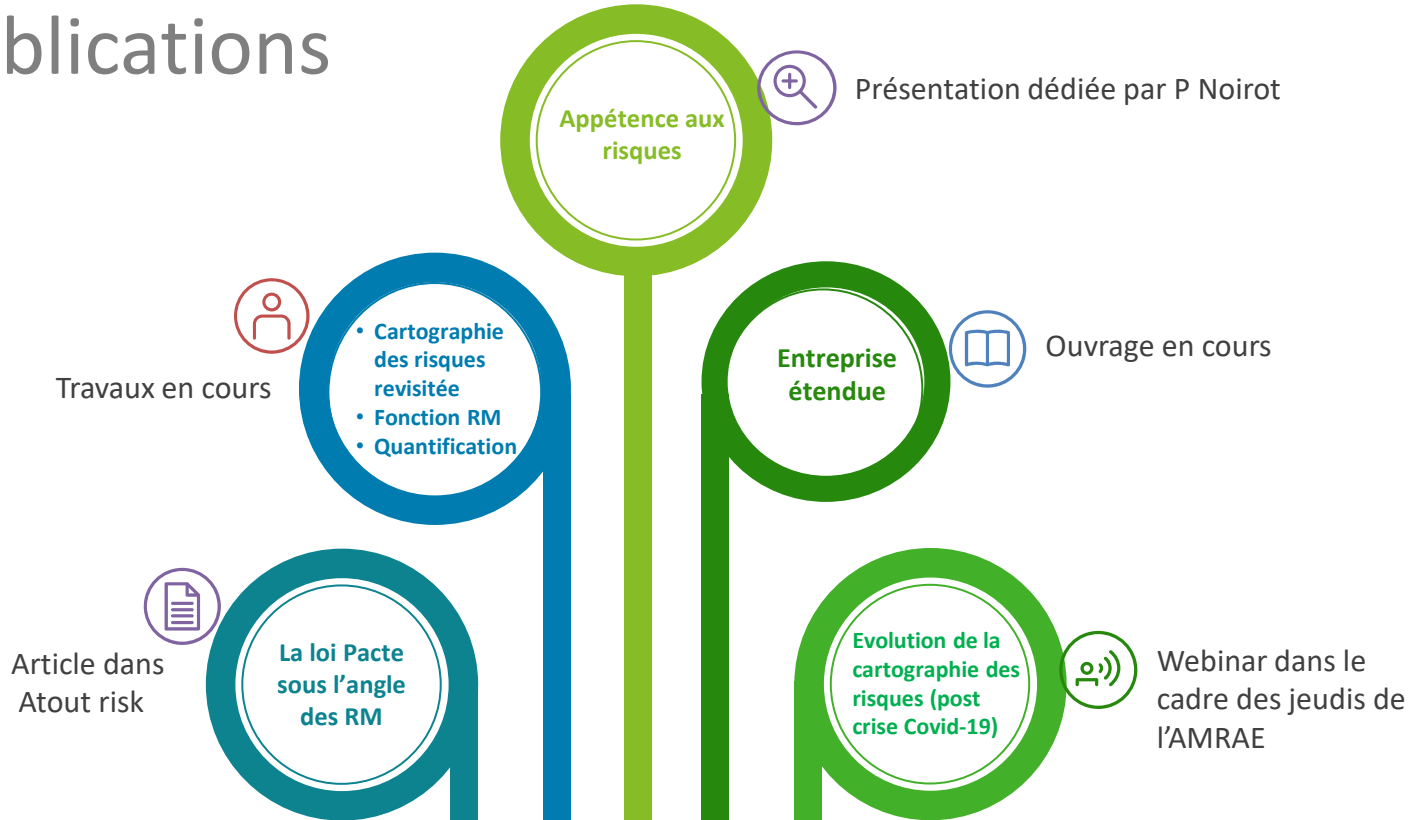 blications
Appétence aux
risques
Présentation dédiée par P Noirot
• Cartographie
des risques
revisitée
• Fonction RM
• Quantification
Travaux en cours
Entreprise
étendue
Ouvrage en cours
La loi Pacte
sous l’angle
des RM
Article dans
Atout risk
Evolution de la
cartographie des
risques (post
crise Covid-19)
Webinar dans le
cadre des jeudis de
l’AMRAE